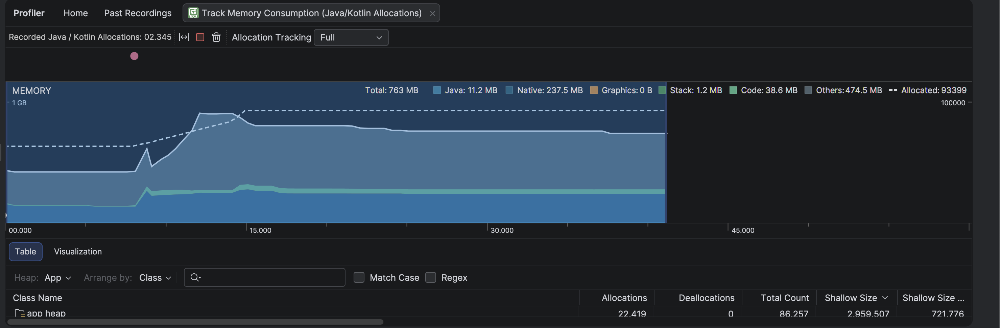 Profiler Home Past Recordings Track Memory Consumption (Java/Kotlin Allocations)
Recorded Java / Kotlin Allocations: 02.345 Allocation Tracking Full
MEMORY Total: 763 MB Java: 11.2 MB Native: 237.5 MB Graphics: 0 B Stack: 1.2 MB Code: 38.6 MB Others: 474.5 MB Allocated: 93399
1 GB 100000
00.000 15.000 30.000 45.000
Table Visualization
Heap: App Arrange by: Class Match Case Regex
Class Name Allocations Deallocations Total Count Shallow Size Shallow Size ...
app heap 22.419 0 86.257 2.959.507 721.776